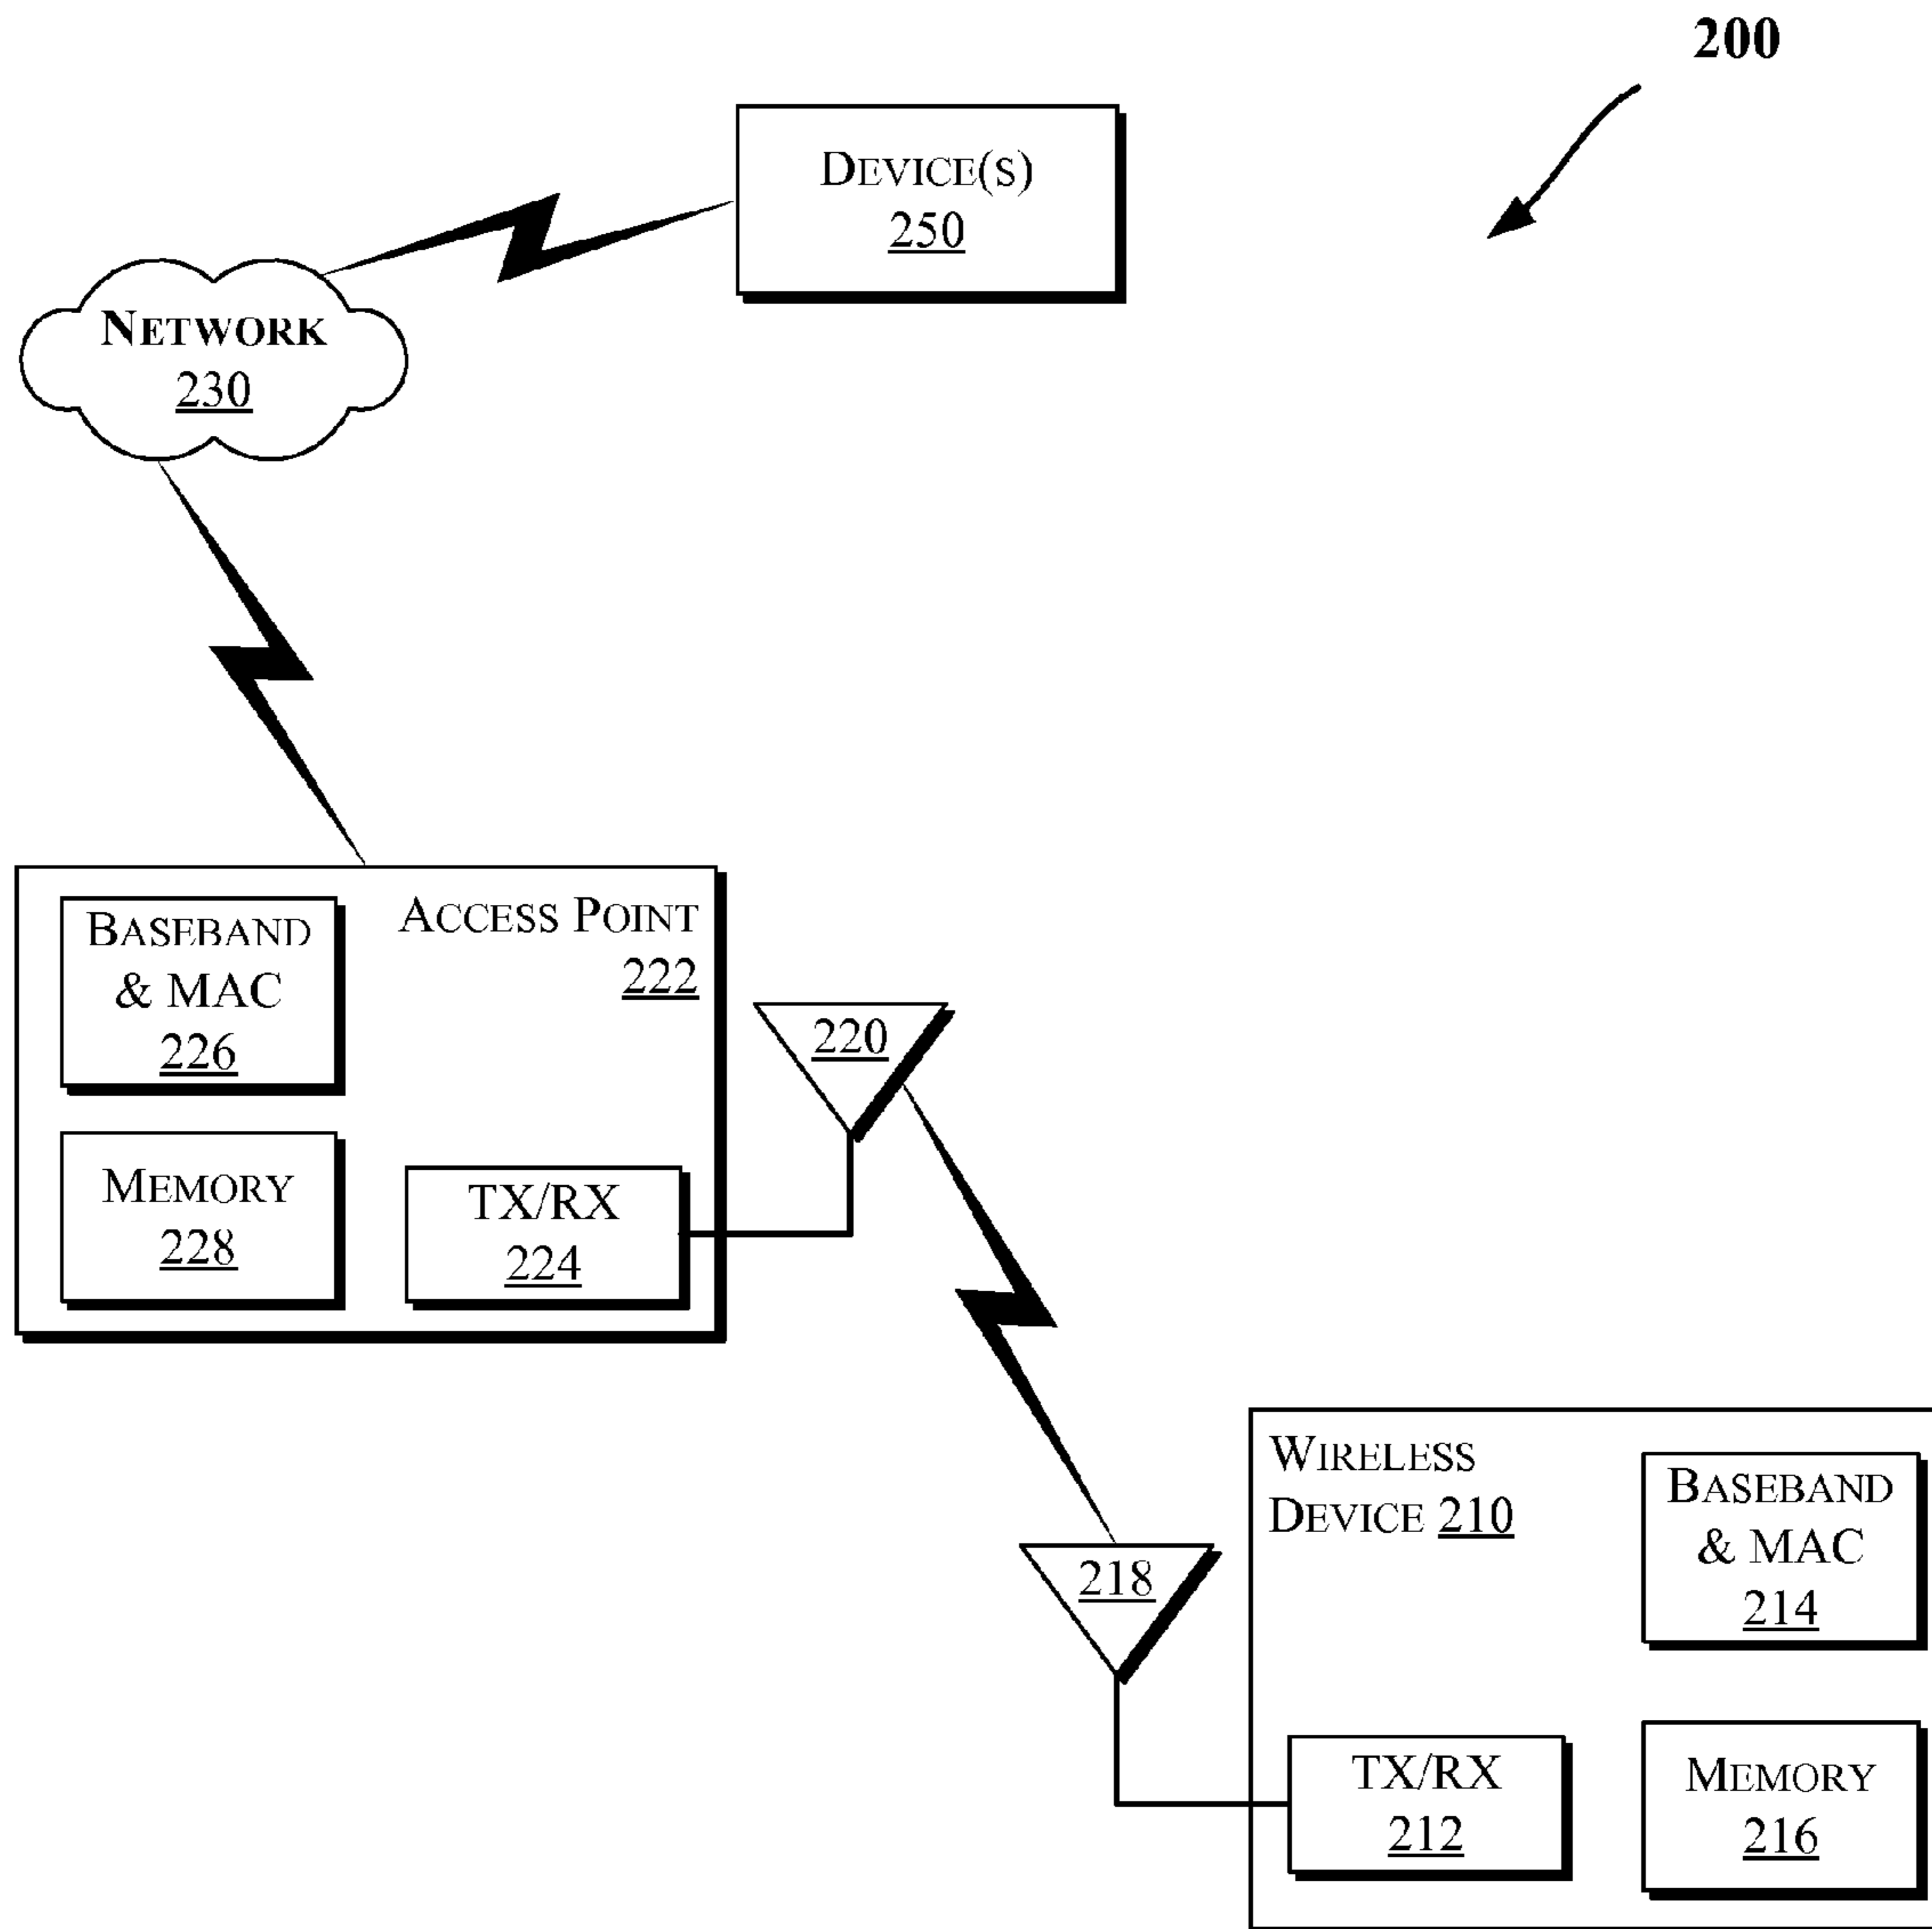 200
DEVICE(S)
250
NETWORK
230
BASEBAND
& MAC
226
ACCESS POINT
222
220
MEMORY
228
TX/RX
224
WIRELESS
DEVICE 210
BASEBAND
& MAC
214
218
TX/RX
212
MEMORY
216